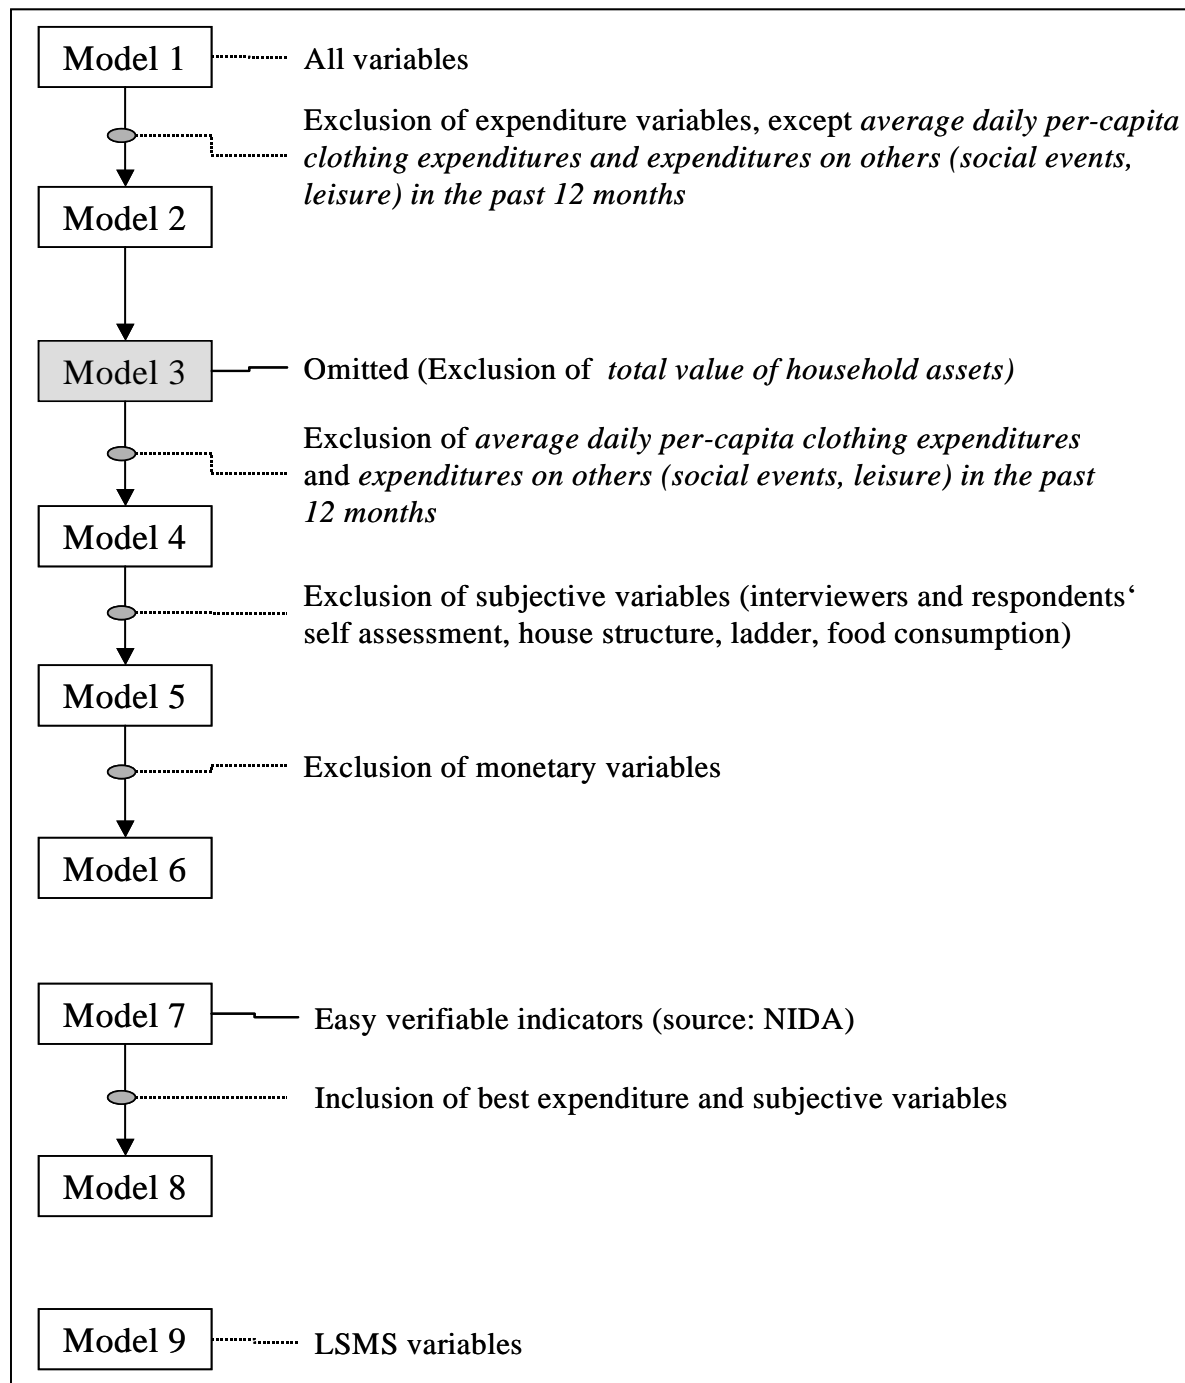 Model 1
All variables
Exclusion of expenditure variables, except average daily per-capita
clothing expenditures and expenditures on others (social events,
leisure) in the past 12 months
Model 2
Model 3
Omitted (Exclusion of total value of household assets)
Exclusion of average daily per-capita clothing expenditures
and expenditures on others (social events, leisure) in the past
12 months
Model 4
Exclusion of subjective variables (interviewers and respondents‘
self assessment, house structure, ladder, food consumption)
Model 5
Exclusion of monetary variables
Model 6
Model 7
Easy verifiable indicators (source: NIDA)
Inclusion of best expenditure and subjective variables
Model 8
Model 9
LSMS variables